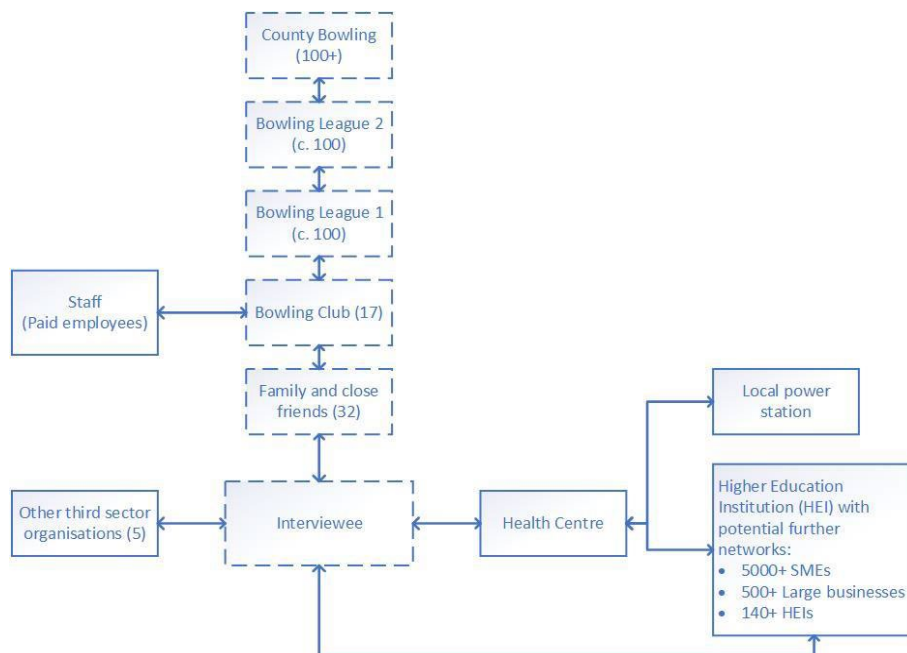 County Bowling
(100+)
Bowling League 2
(c. 100)
Bowling League 1
(c. 100)
Staff
(Paid employees)
Bowling Club (17)
Family and close
friends (32)
Local power
station
Other third sector
organisations (5)
Interviewee
Health Centre
Higher Education
Institution (HEI) with
potential further
networks:
• 5000+ SMEs
• 500+ Large businesses
• 140+ HEIs